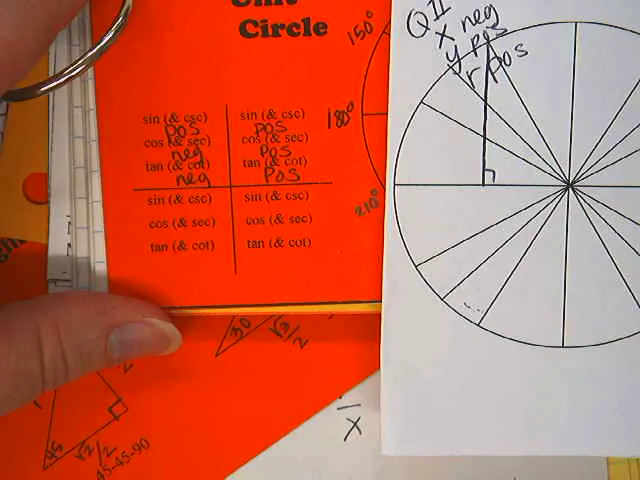 Circle
sin (& csc)
pos
cos (& sec)
neg
tan (& cot)
neg
sin (& csc)
pos
cos (& sec)
pos
tan (& cot)
pos
sin (& csc)
cos (& sec)
tan (& cot)
sin (& csc)
cos (& sec)
tan (& cot)
150°
180°
210°
QII
x neg
y pos
r pos
30
√3/2
45
√2/2
45-45-90
x